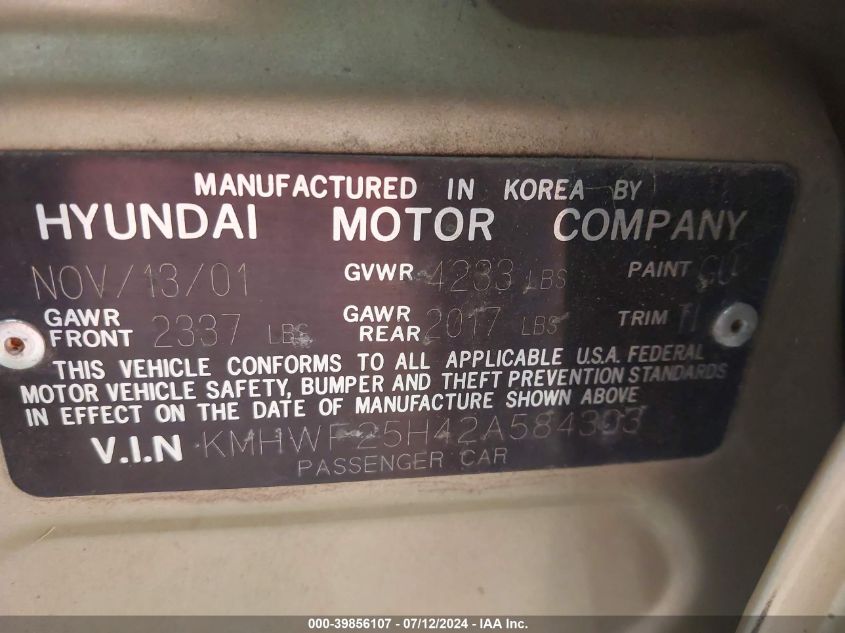 MANUFACTURED IN KOREA BY
HYUNDAI MOTOR COMPANY
NOV/13/01 GVWR 4233 LBS PAINT
GAWR FRONT 2337 LBS GAWR REAR 2017 LBS TRIM
THIS VEHICLE CONFORMS TO ALL APPLICABLE U.S.A. FEDERAL
MOTOR VEHICLE SAFETY, BUMPER AND THEFT PREVENTION STANDARDS
IN EFFECT ON THE DATE OF MANUFACTURE SHOWN ABOVE
V.I.N KMHWF25H42A584303
PASSENGER CAR
000-39856107 - 07/12/2024 - IAA Inc.